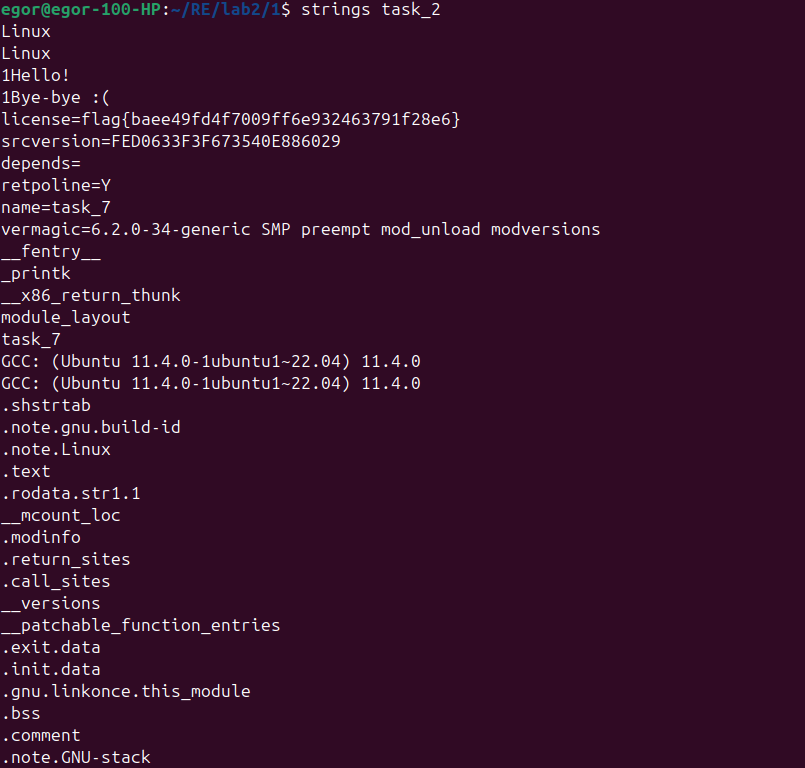 egor@egor-100-HP:~/RE/lab2/1$ strings task_2
Linux
Linux
1Hello!
1Bye-bye :(
license=flag{baee49fd4f7009ff6e932463791f28e6}
srcversion=FED0633F3F673540E886029
depends=
retpoline=Y
name=task_7
vermagic=6.2.0-34-generic SMP preempt mod_unload modversions
__fentry__
_printk
__x86_return_thunk
module_layout
task_7
GCC: (Ubuntu 11.4.0-1ubuntu1~22.04) 11.4.0
GCC: (Ubuntu 11.4.0-1ubuntu1~22.04) 11.4.0
.shstrtab
.note.gnu.build-id
.note.Linux
.text
.rodata.str1.1
__mcount_loc
.modinfo
.return_sites
.call_sites
__versions
__patchable_function_entries
.exit.data
.init.data
.gnu.linkonce.this_module
.bss
.comment
.note.GNU-stack